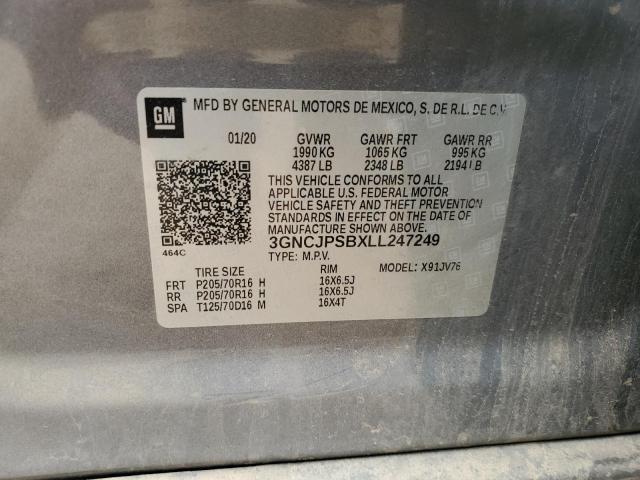 GM
MFD BY GENERAL MOTORS DE MEXICO, S. DE R.L. DE C.V.
01/20 GVWR GAWR FRT GAWR RR
1990 KG 1065 KG 995 KG
4387 LB 2348 LB 2194 LB
THIS VEHICLE CONFORMS TO ALL
APPLICABLE U.S. FEDERAL MOTOR
VEHICLE SAFETY AND THEFT PREVENTION
STANDARDS IN EFFECT ON THE DATE OF
MANUFACTURE SHOWN ABOVE.
464C
3GNCJPSBXLL247249
TYPE: M.P.V. MODEL: X91JV76
TIRE SIZE RIM
FRT P205/70R16 H 16X6.5J
RR P205/70R16 H 16X6.5J
SPA T125/70D16 M 16X4T